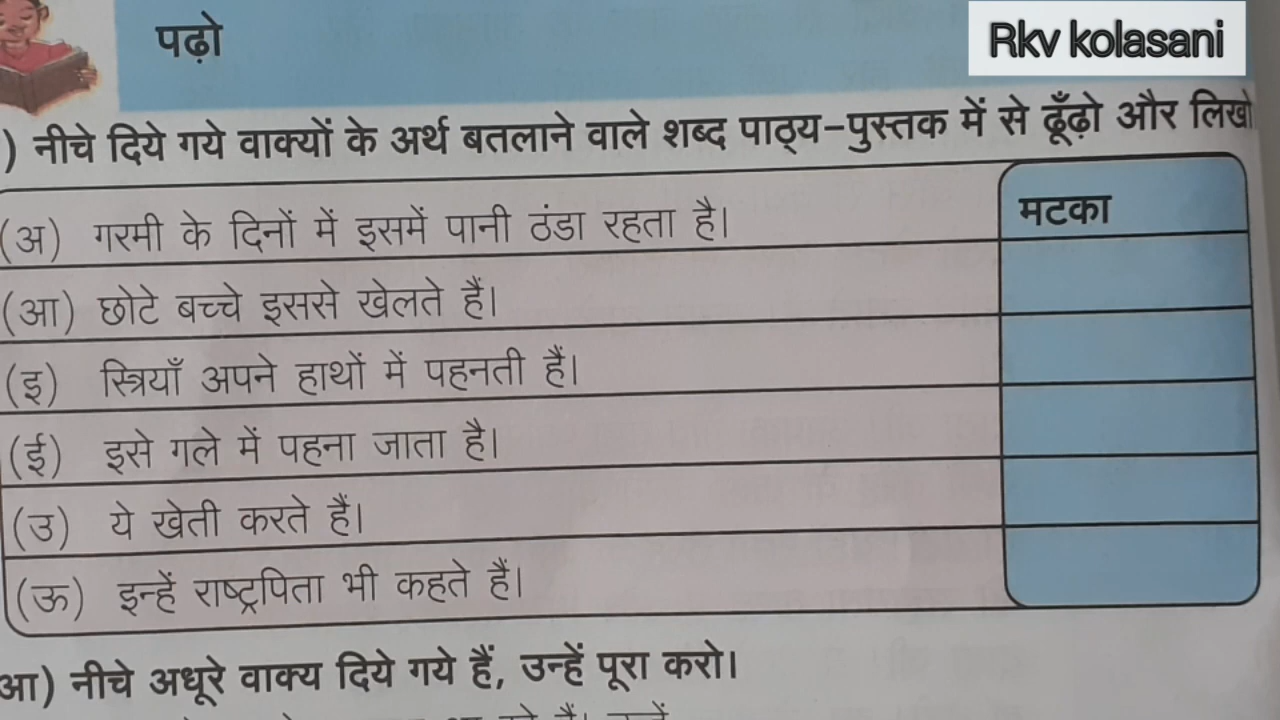 पढ़ो
Rkv kolasani
) नीचे दिये गये वाक्यों के अर्थ बतलाने वाले शब्द पाठ्य-पुस्तक में से ढूँढ़ो और लिखो
(अ) गरमी के दिनों में इसमें पानी ठंडा रहता है। मटका
(आ) छोटे बच्चे इससे खेलते हैं।
(इ) स्त्रियाँ अपने हाथों में पहनती हैं।
(ई) इसे गले में पहना जाता है।
(उ) ये खेती करते हैं।
(ऊ) इन्हें राष्ट्रपिता भी कहते हैं।
आ) नीचे अधूरे वाक्य दिये गये हैं, उन्हें पूरा करो।